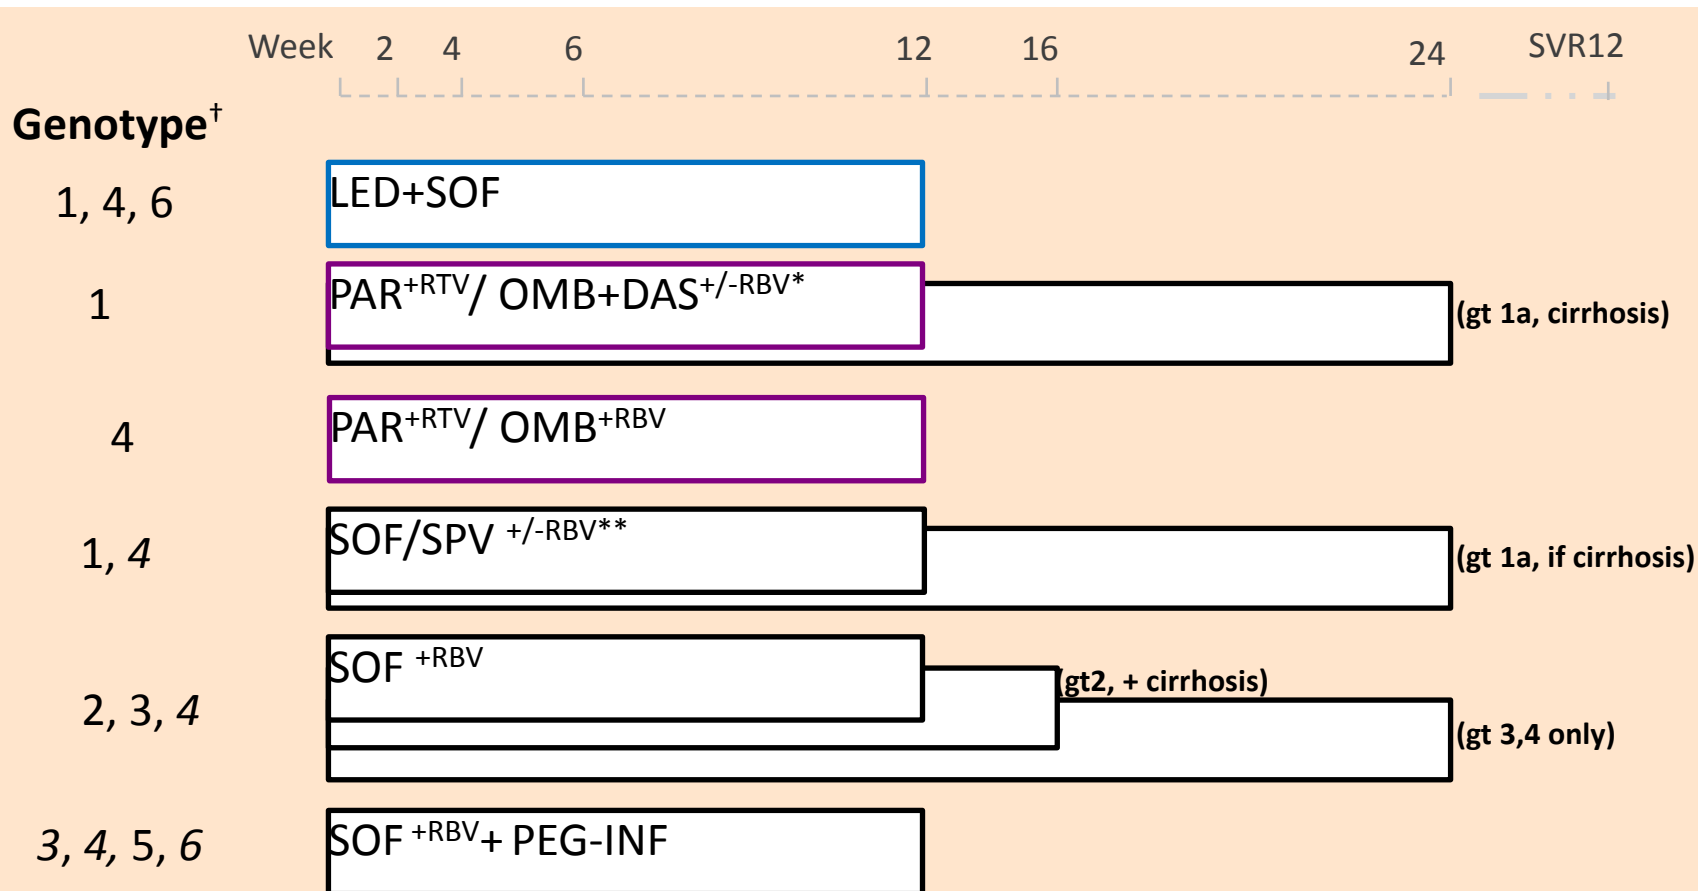 Week 2 4 6 12 16 24 SVR12
Genotype†
1, 4, 6 LED+SOF
1 PAR+RTV/ OMB+DAS+/-RBV* (gt 1a, cirrhosis)
4 PAR+RTV/ OMB+RBV
1, 4 SOF/SPV +/-RBV** (gt 1a, if cirrhosis)
2, 3, 4 SOF +RBV (gt2, + cirrhosis)
(gt 3,4 only)
3, 4, 5, 6 SOF +RBV+ PEG-INF